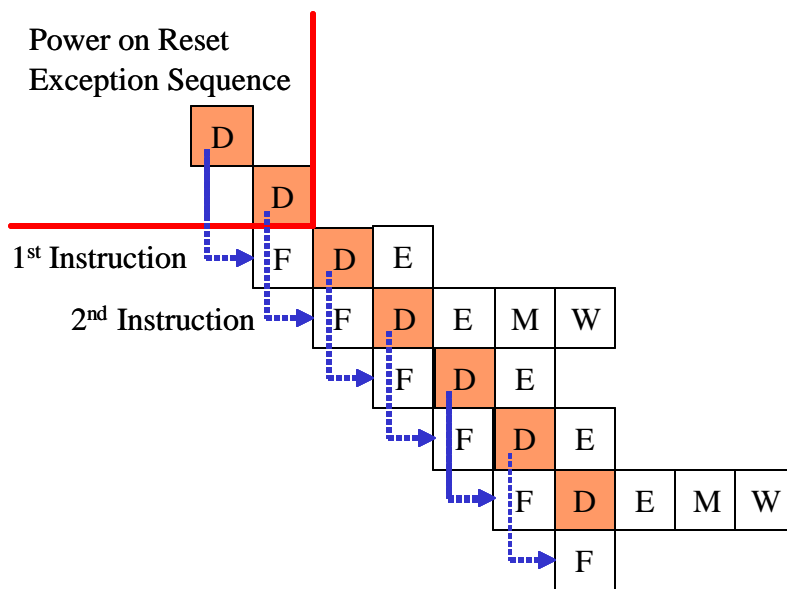 Power on Reset
Exception Sequence
D
D
1st Instruction F D E
2nd Instruction F D E M W
F D E
F D E
F D E M W
F